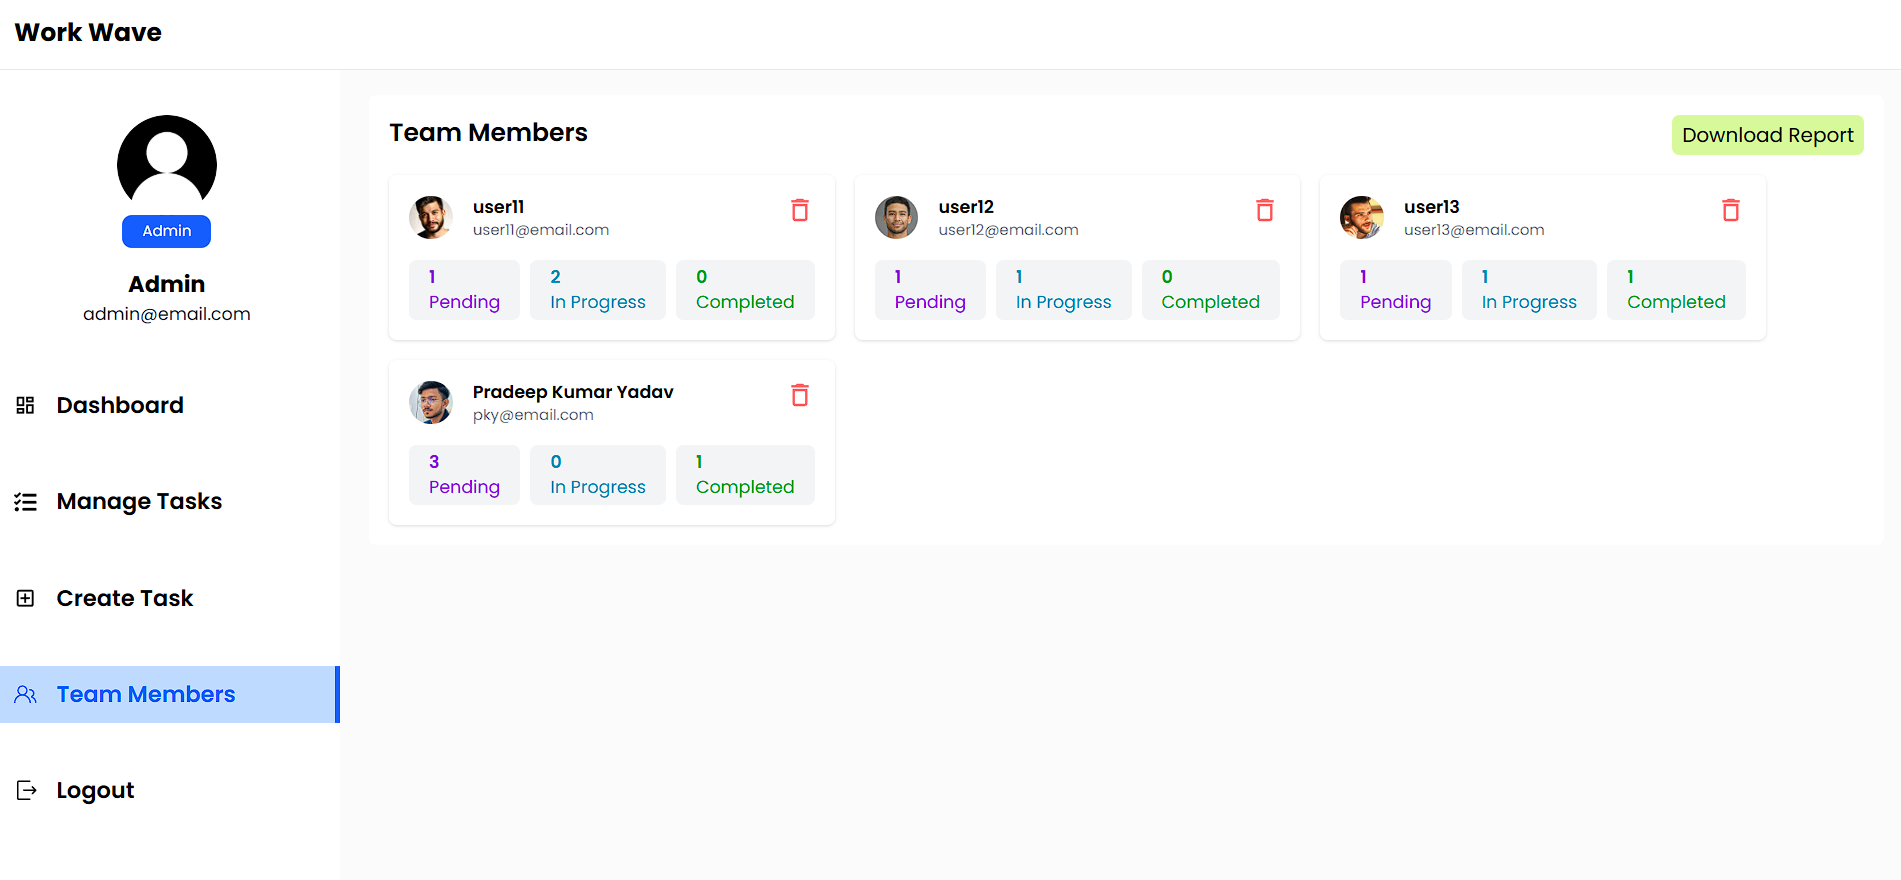 Work Wave
Admin
Admin
admin@email.com
Dashboard
Manage Tasks
Create Task
Team Members
Logout
Team Members
Download Report
user11
user11@email.com
1
Pending
2
In Progress
0
Completed
user12
user12@email.com
1
Pending
1
In Progress
0
Completed
user13
user13@email.com
1
Pending
1
In Progress
1
Completed
Pradeep Kumar Yadav
pky@email.com
3
Pending
0
In Progress
1
Completed